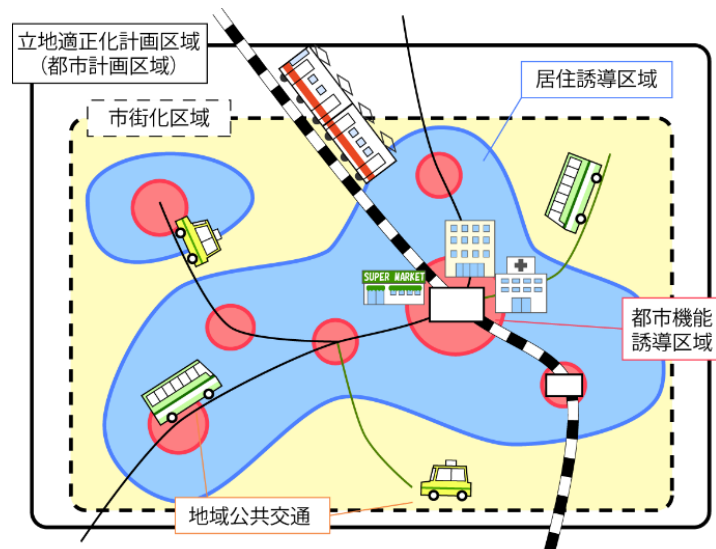 立地適正化計画区域
（都市計画区域）
居住誘導区域
市街化区域
SUPER MARKET
都市機能
誘導区域
地域公共交通